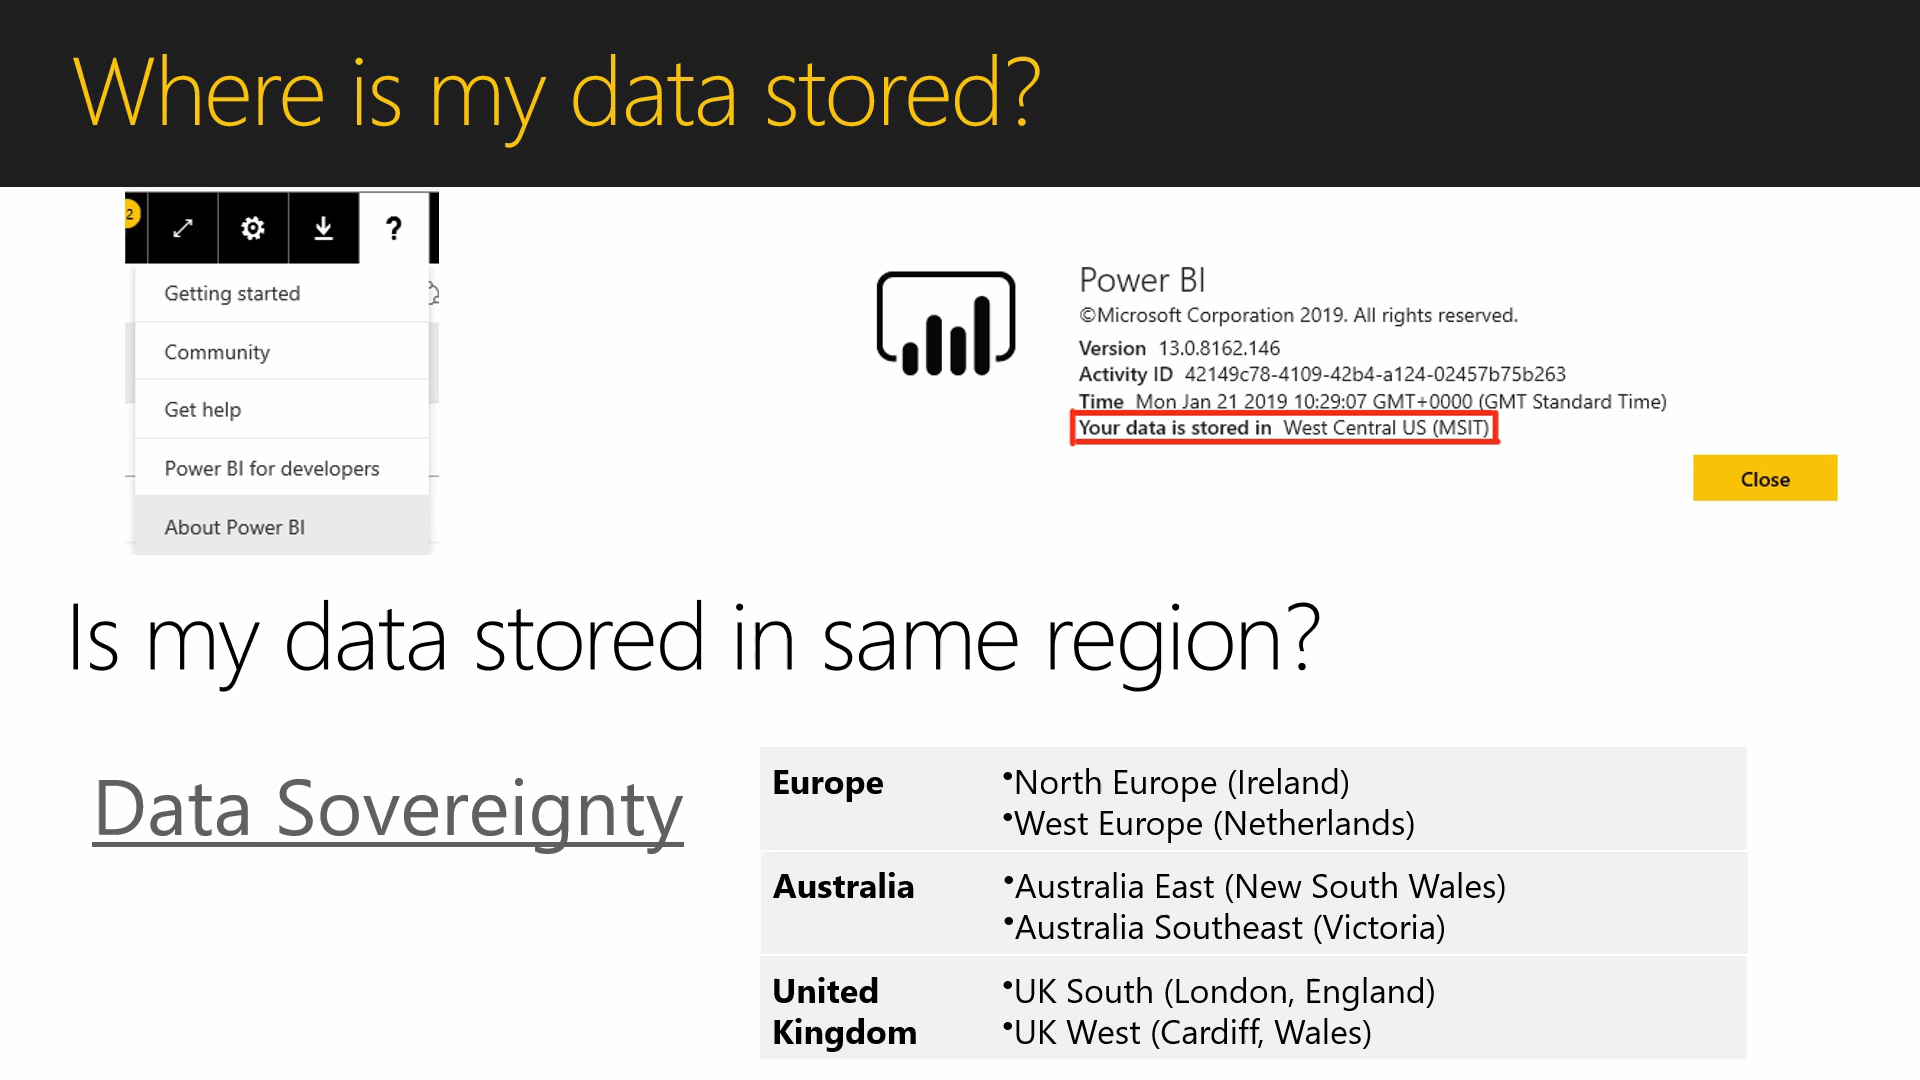 Where is my data stored?
2
?
Getting started
Community
Get help
Power BI for developers
About Power BI
Power BI
©Microsoft Corporation 2019. All rights reserved.
Version 13.0.8162.146
Activity ID 42149c78-4109-42b4-a124-02457b75b263
Time Mon Jan 21 2019 10:29:07 GMT+0000 (GMT Standard Time)
Your data is stored in West Central US (MSIT)
Close
Is my data stored in same region?
Data Sovereignty
Europe
•North Europe (Ireland)
•West Europe (Netherlands)
Australia
•Australia East (New South Wales)
•Australia Southeast (Victoria)
United
Kingdom
•UK South (London, England)
•UK West (Cardiff, Wales)